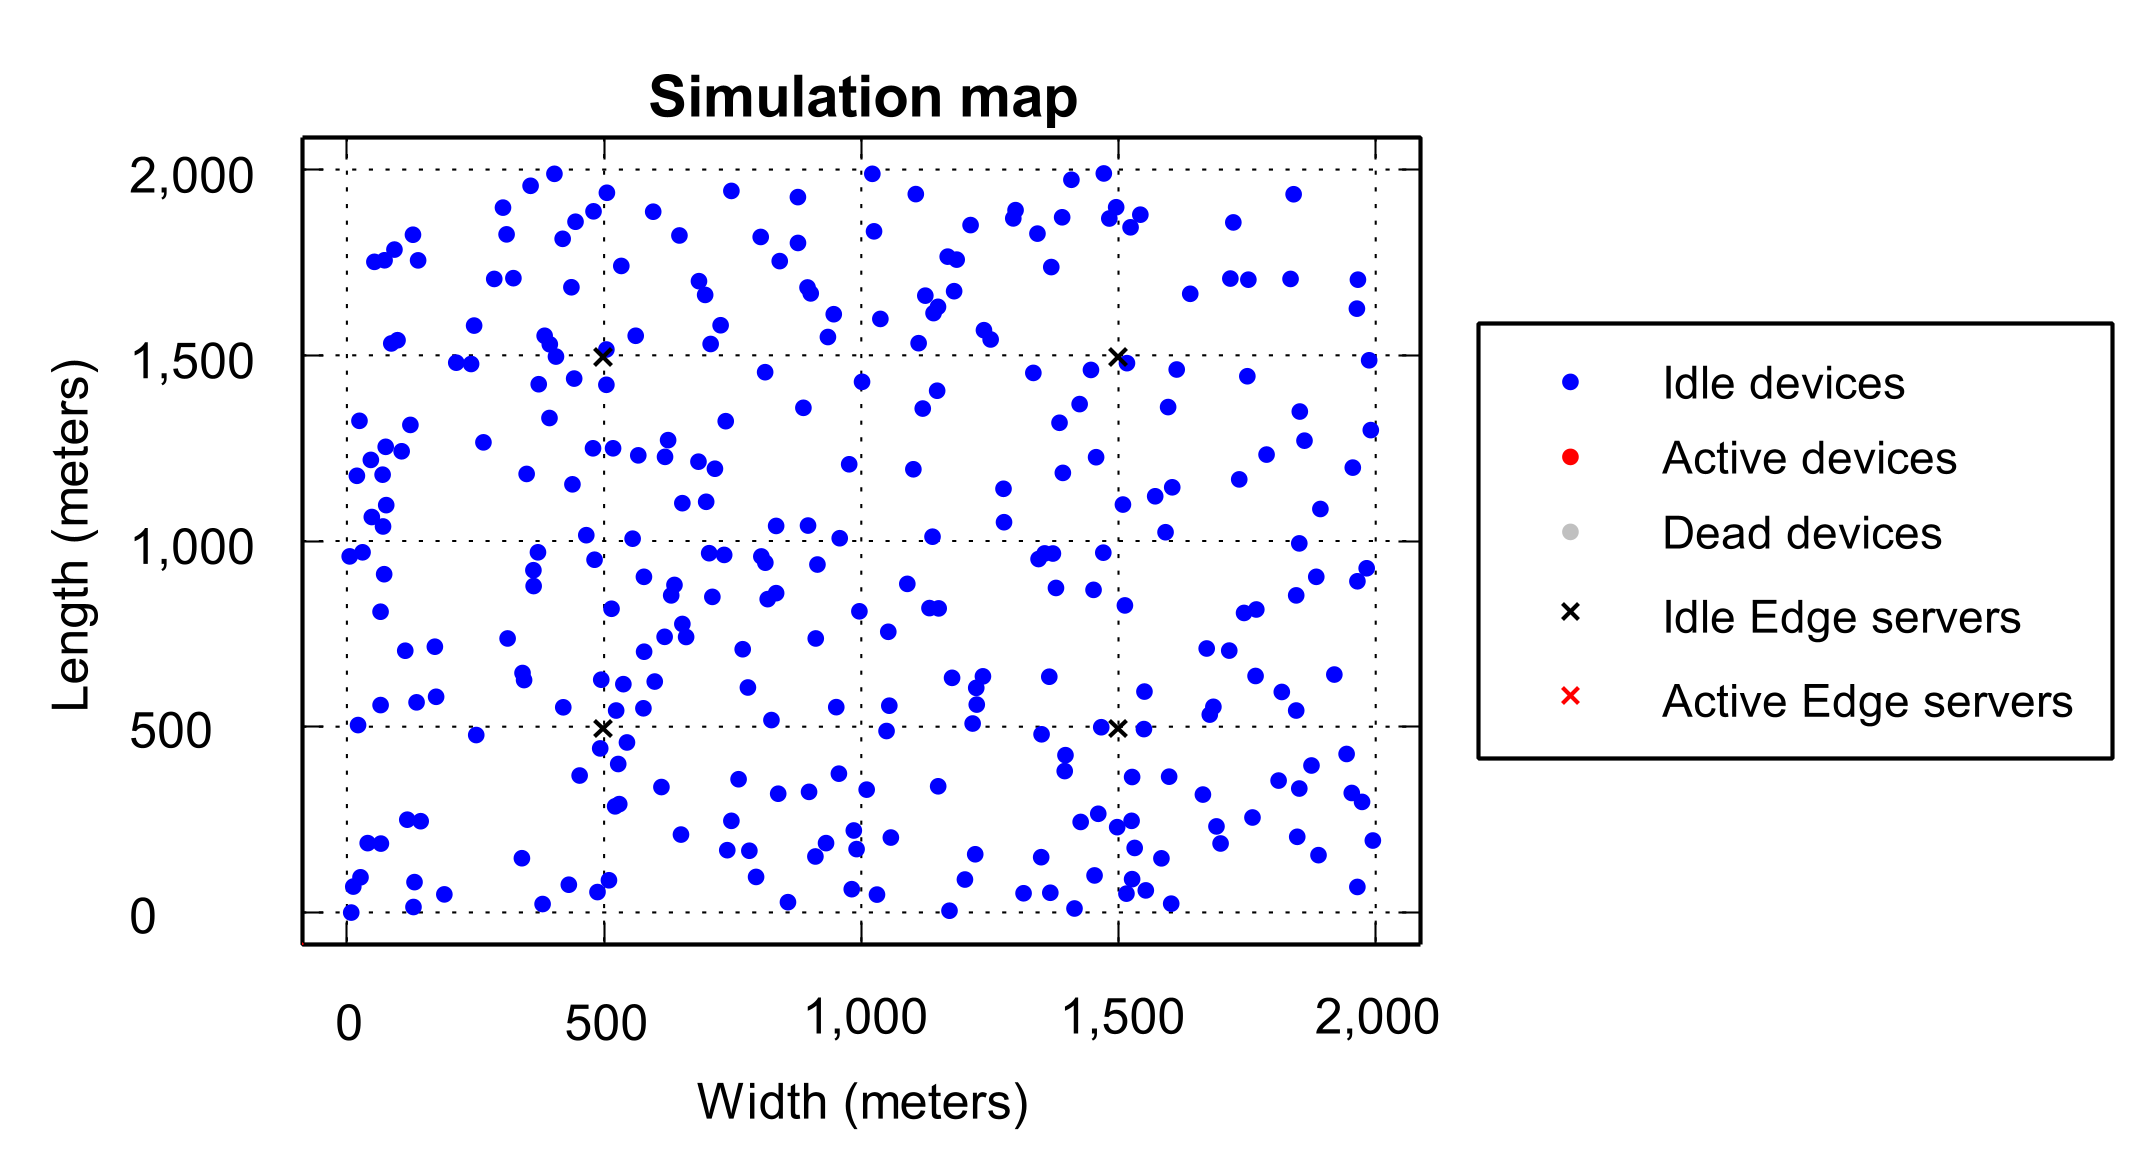 Simulation map
2,000
1,500
1,000
500
0
Length (meters)
0
500
1,000
1,500
2,000
Width (meters)
Idle devices
Active devices
Dead devices
Idle Edge servers
Active Edge servers